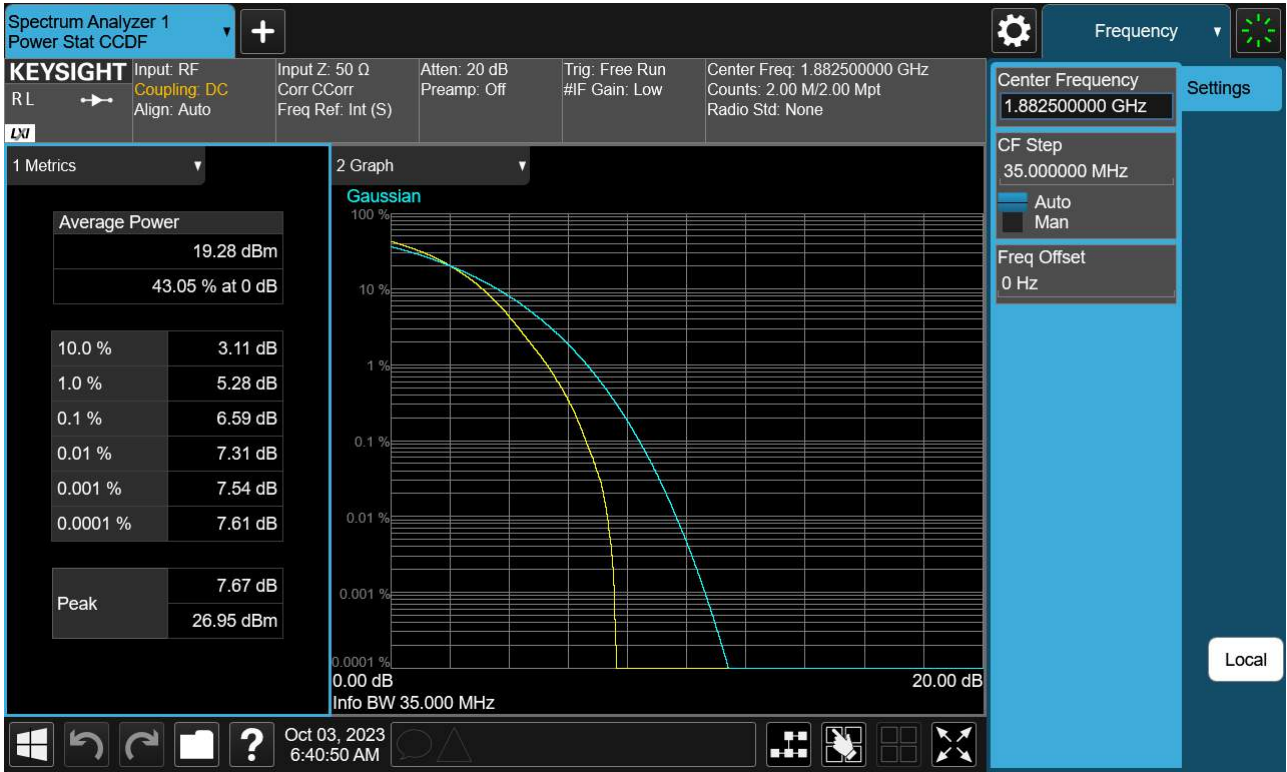 Spectrum Analyzer 1
Power Stat CCDF
Frequency
KEYSIGHT
R L
LXI
Input: RF
Coupling: DC
Align: Auto
Input Z: 50 Ω
Corr CCorr
Freq Ref: Int (S)
Atten: 20 dB
Preamp: Off
Trig: Free Run
#IF Gain: Low
Center Freq: 1.882500000 GHz
Counts: 2.00 M/2.00 Mpt
Radio Std: None
1 Metrics
Average Power
19.28 dBm
43.05 % at 0 dB
10.0 % 3.11 dB
1.0 % 5.28 dB
0.1 % 6.59 dB
0.01 % 7.31 dB
0.001 % 7.54 dB
0.0001 % 7.61 dB
Peak
7.67 dB
26.95 dBm
2 Graph
Gaussian
100 %
10 %
1 %
0.1 %
0.01 %
0.001 %
0.0001 %
0.00 dB 20.00 dB
Info BW 35.000 MHz
Center Frequency
1.882500000 GHz
CF Step
35.000000 MHz
Auto
Man
Freq Offset
0 Hz
Settings
Local
?
Oct 03, 2023
6:40:50 AM